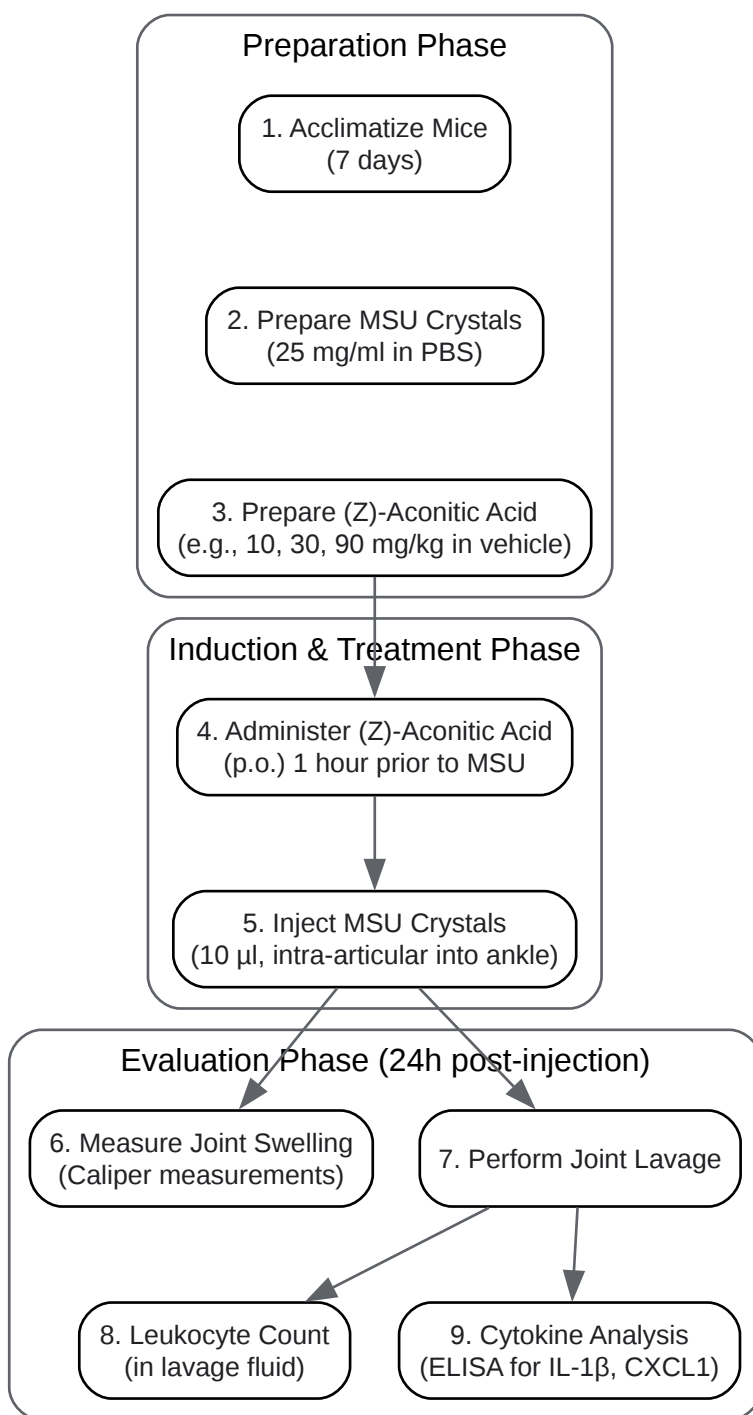 Preparation Phase
1. Acclimatize Mice
(7 days)
2. Prepare MSU Crystals
(25 mg/ml in PBS)
3. Prepare (Z)-Aconitic Acid
(e.g., 10, 30, 90 mg/kg in vehicle)
Induction & Treatment Phase
4. Administer (Z)-Aconitic Acid
(p.o.) 1 hour prior to MSU
5. Inject MSU Crystals
(10 µl, intra-articular into ankle)
Evaluation Phase (24h post-injection)
6. Measure Joint Swelling
(Caliper measurements)
7. Perform Joint Lavage
8. Leukocyte Count
(in lavage fluid)
9. Cytokine Analysis
(ELISA for IL-1β, CXCL1)